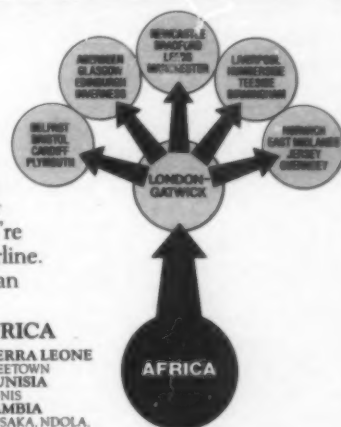 NEWCASTLE
BRADFORD
LEEDS
MANCHESTER
ABERDEEN
GLASGOW
EDINBURGH
INVERNESS
LIVERPOOL
HUMBERSIDE
TEESIDE
BIRMINGHAM
BELFAST
BRISTOL
CARDIFF
PLYMOUTH
NORWICH
EAST MIDLANDS
JERSEY
GUERNSEY
LONDON-
GATWICK
're
rline.
an
AFRICA
RICA
ERRA LEONE
EETOWN
UNISIA
NIS
AMBIA
SAKA, NDOLA,